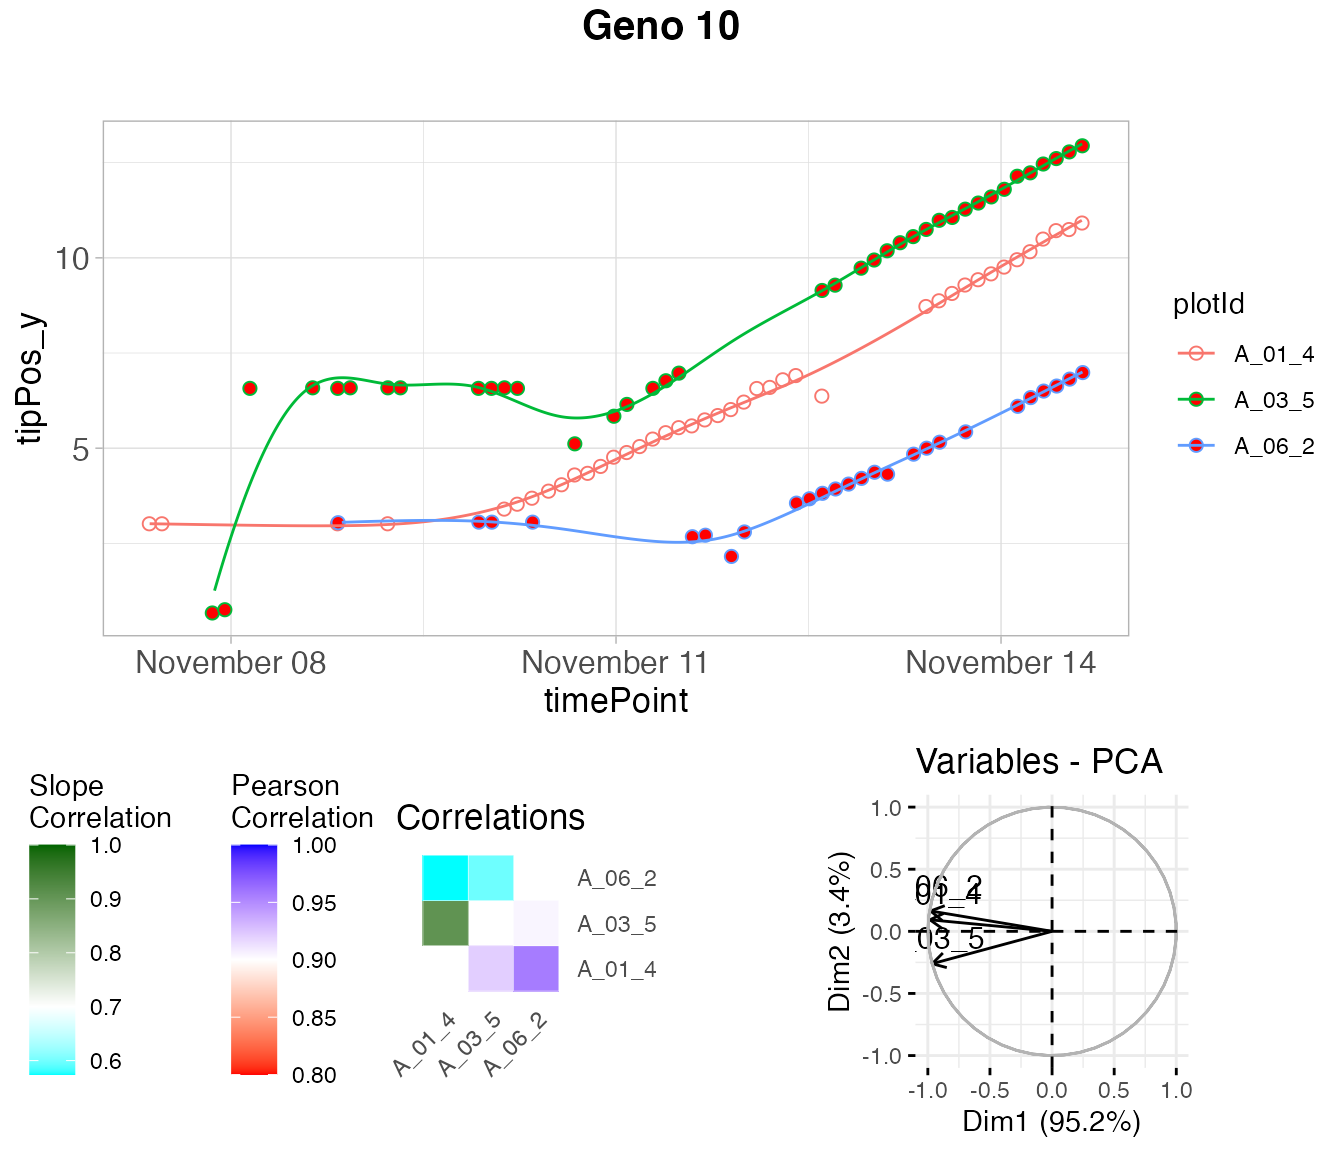 Geno 10
tipPos_y
10
5
November 08
November 11
November 14
timePoint
plotId
A_01_4
A_03_5
A_06_2
Slope
Correlation
1.0
0.9
0.8
0.7
0.6
Pearson
Correlation
1.00
0.95
0.90
0.85
0.80
Correlations
A_06_2
A_03_5
A_01_4
A_01_4
A_03_5
A_06_2
Variables - PCA
Dim2 (3.4%)
1.0
0.5
0.0
-0.5
-1.0
06_2
01_4
03_5
-1.0
-0.5
0.0
0.5
1.0
Dim1 (95.2%)